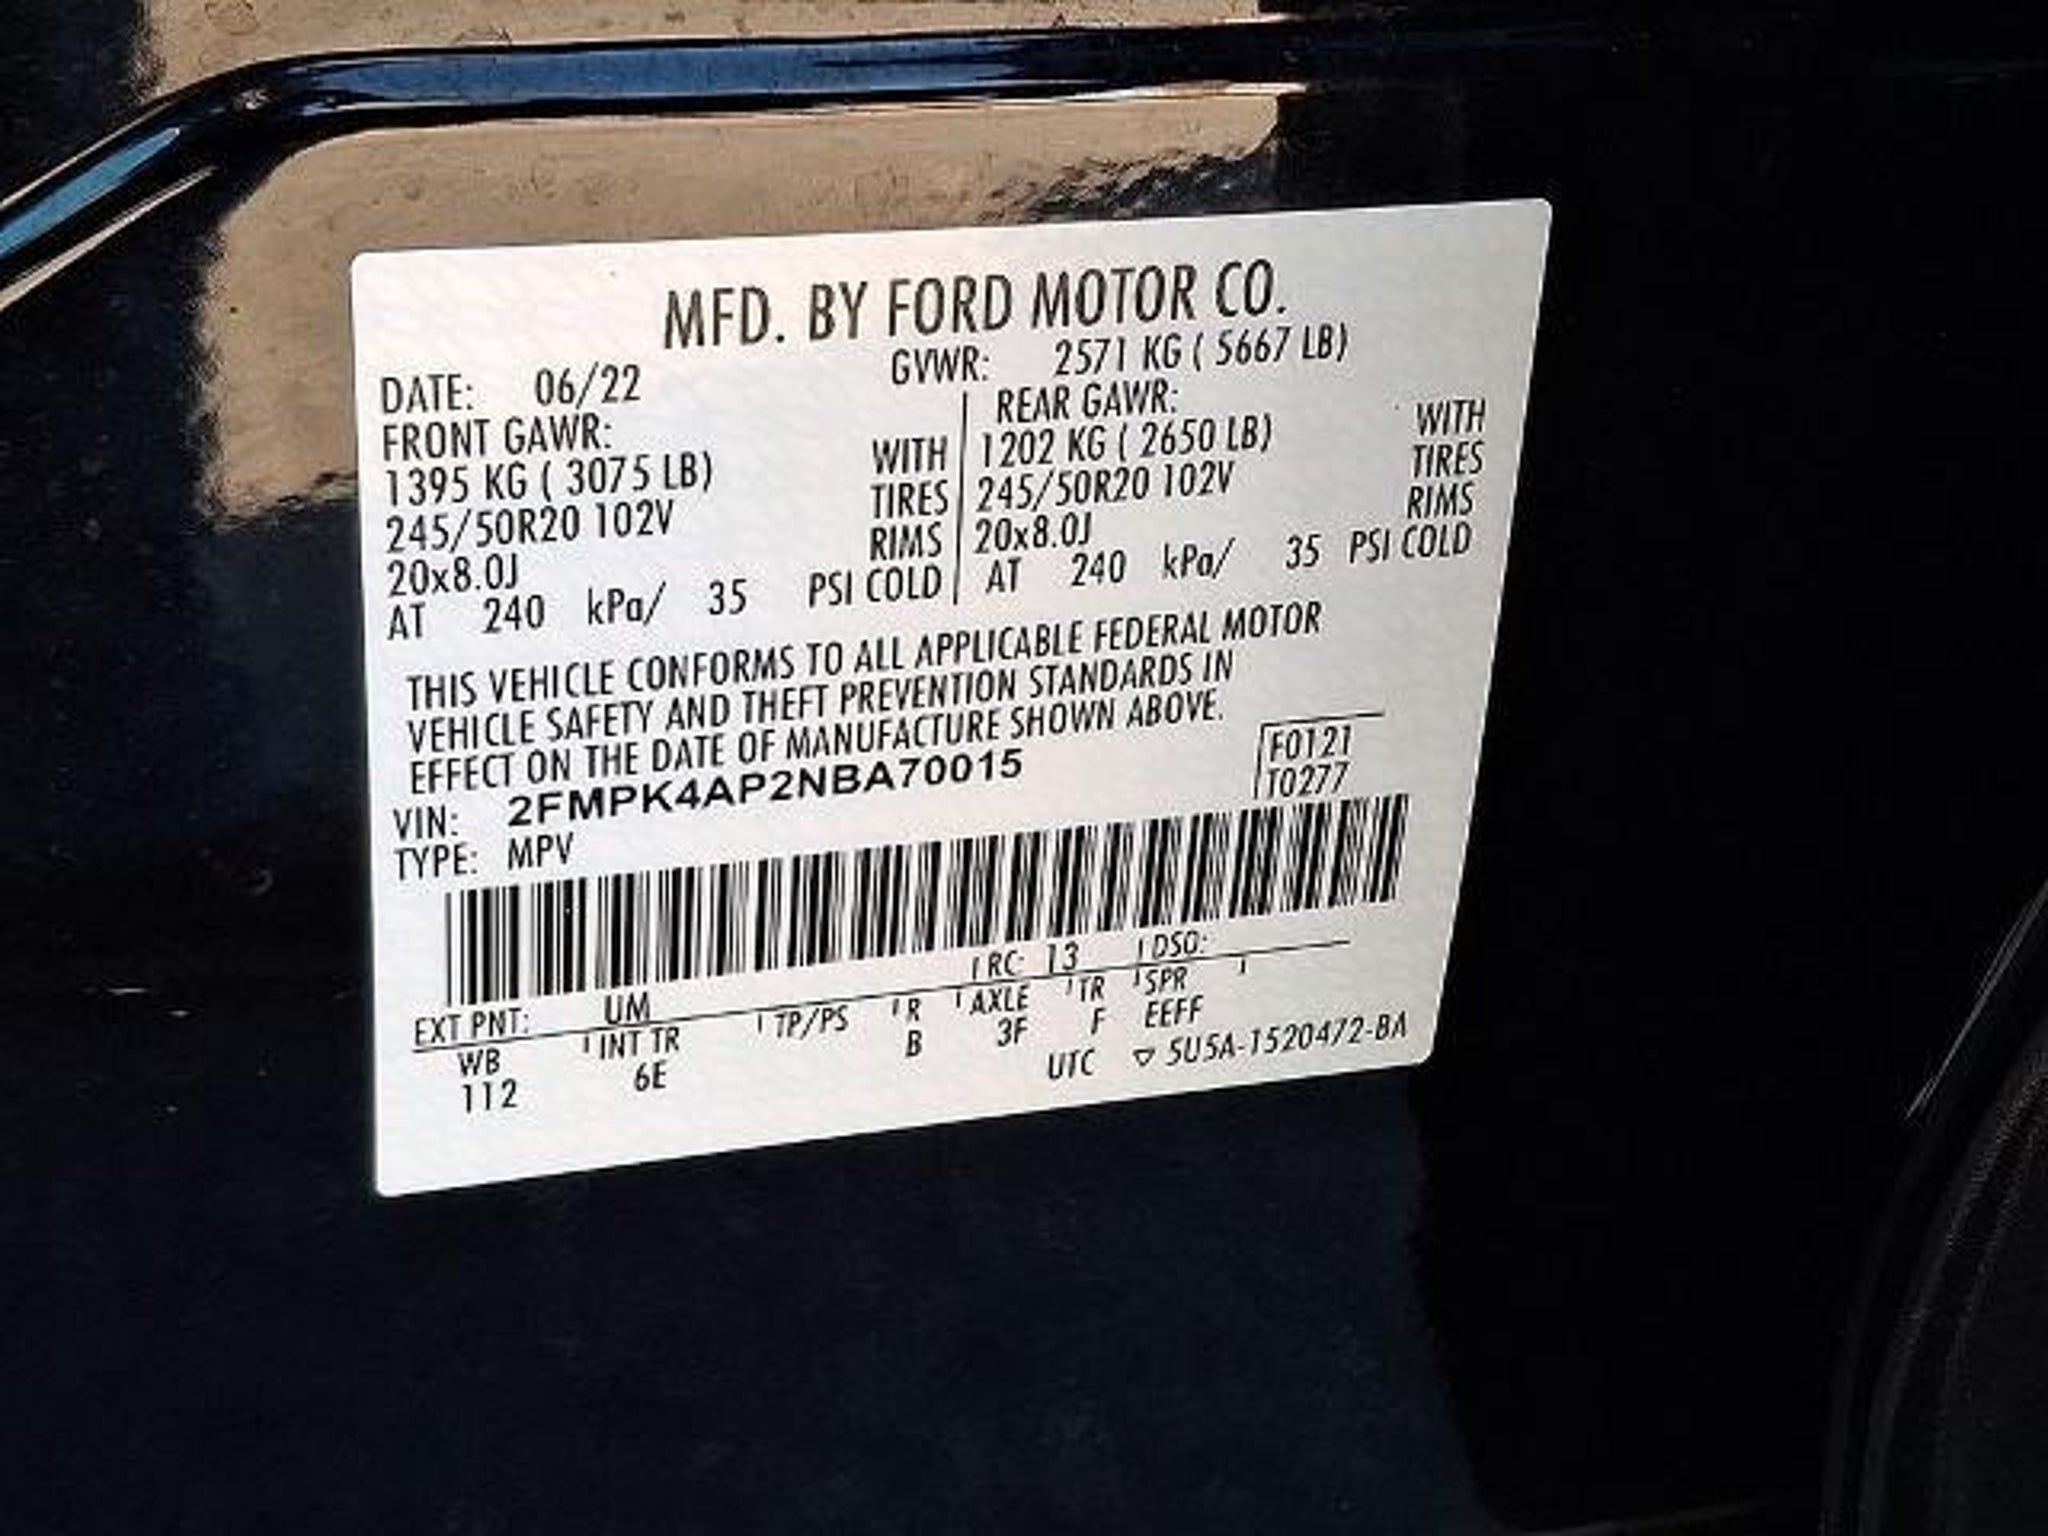 MFD. BY FORD MOTOR CO.
DATE: 06/22 GVWR: 2571 KG ( 5667 LB)
FRONT GAWR: REAR GAWR:
1395 KG ( 3075 LB) WITH 1202 KG ( 2650 LB) WITH
245/50R20 102V TIRES 245/50R20 102V TIRES
20x8.0J RIMS 20x8.0J RIMS
AT 240 kPa/ 35 PSI COLD AT 240 kPa/ 35 PSI COLD
THIS VEHICLE CONFORMS TO ALL APPLICABLE FEDERAL MOTOR
VEHICLE SAFETY AND THEFT PREVENTION STANDARDS IN
EFFECT ON THE DATE OF MANUFACTURE SHOWN ABOVE.
VIN: 2FMPK4AP2NBA70015 F0121
TYPE: MPV T0277
EXT PNT: UM RC: 13 DSO:
WB INT TR TP/PS R AXLE TR SPR
112 6E B 3F F EEFF
UTC ▽ 5U5A-1520472-BA